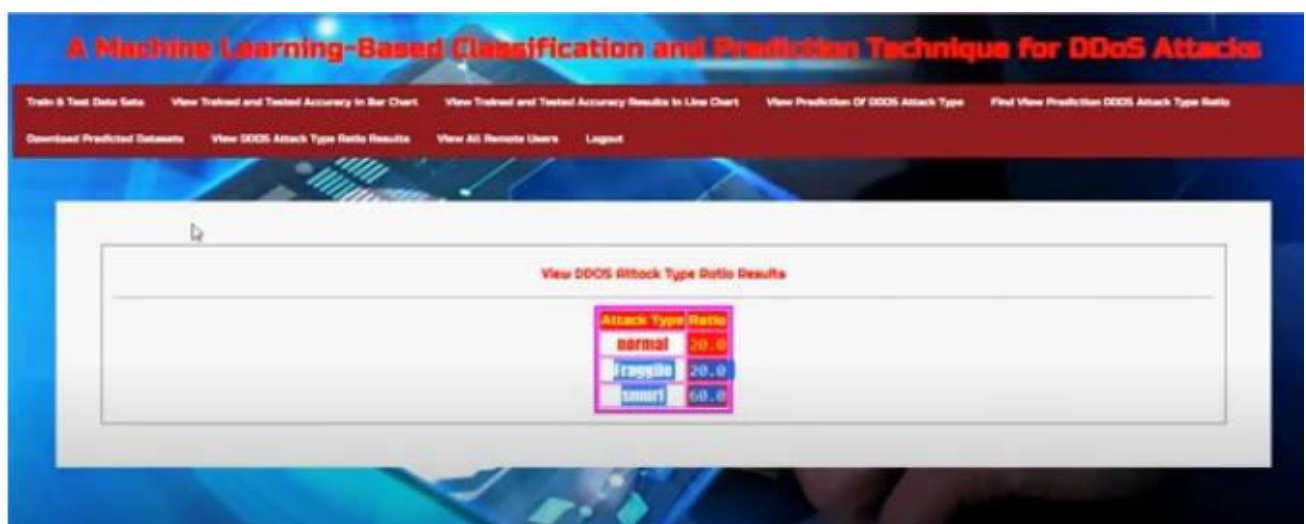 A Machine Learning-Based Classification and Prediction Technique for DDoS Attacks
Train & Test Data Sets View Trained and Tested Accuracy in Bar Chart View Trained and Tested Accuracy Results in Line Chart View Prediction Of DDOS Attack Type Find View Prediction DDOS Attack Type Ratio
Download Predicted Datasets View DDOS Attack Type Ratio Results View All Remote Users Logout
View DDOS Attack Type Ratio Results
Attack Type Ratio
normal 20.0
Fraggile 20.0
smurf 60.0